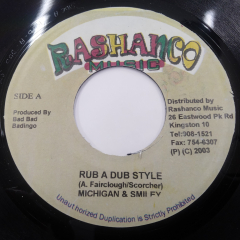 RASHANCO
MUSIC
SIDE A
Produced By
Bad Bad
Badingo
Distributed by
Rashanco Music
26 Eastwood Pk Rd
Kingston 10
Tel:908-1521
Fax: 754-6307
(P) (C) 2003
RUB A DUB STYLE
(A. Fairclough/Scorcher)
MICHIGAN & SMILEY
Unauthorized Duplication is Strictly Prohibited